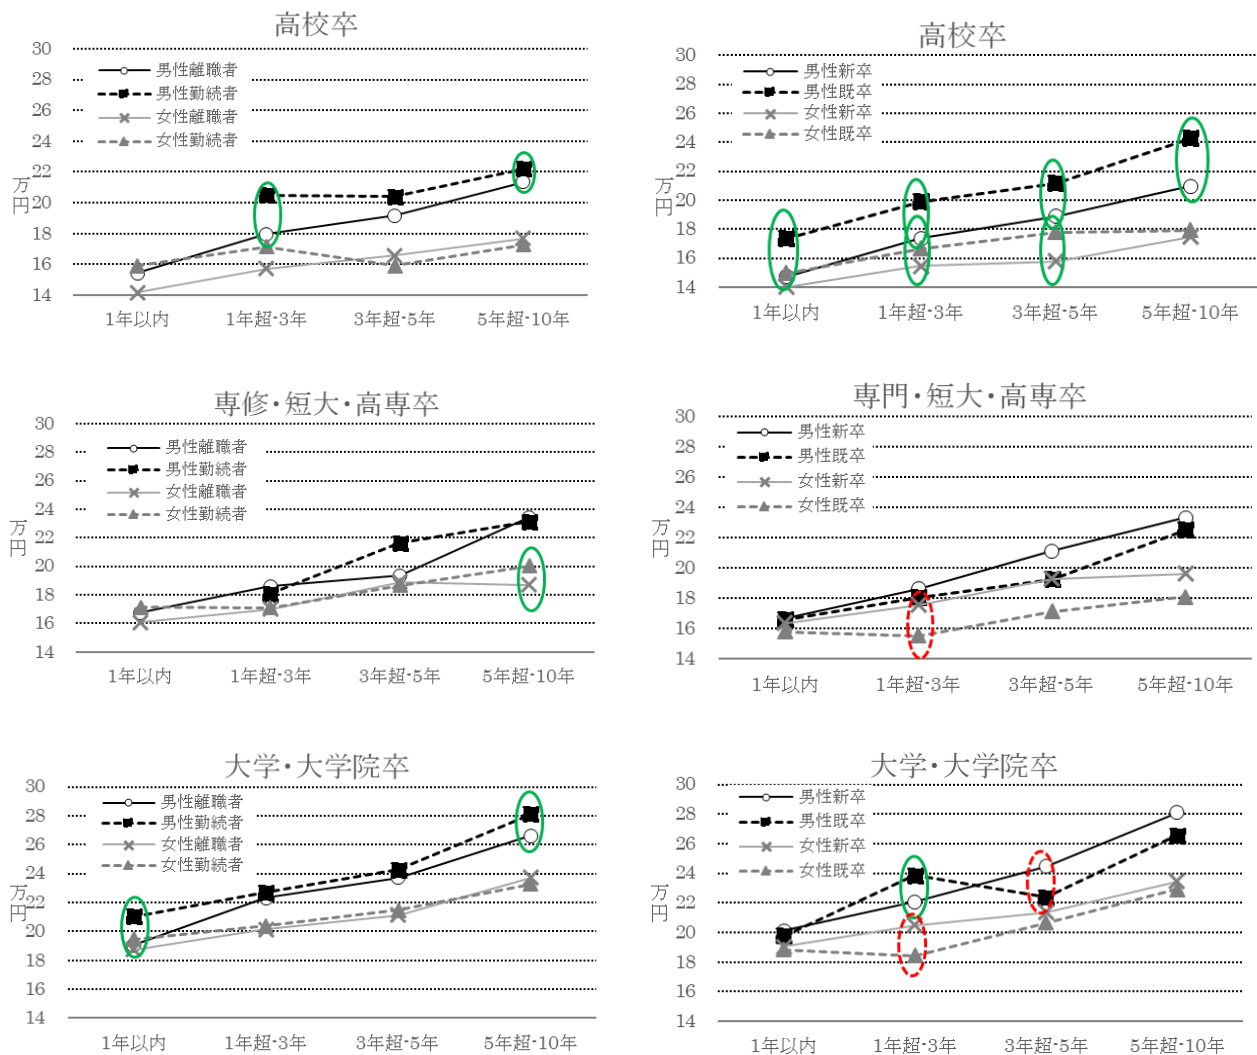 高校卒
30
28
26
24
22
20
18
16
14
万円
男性離職者
男性勤続者
女性離職者
女性勤続者
1年以内
1年超-3年
3年超-5年
5年超-10年
高校卒
30
28
26
24
22
20
18
16
14
万円
男性新卒
男性既卒
女性新卒
女性既卒
1年以内
1年超-3年
3年超-5年
5年超-10年
専修・短大・高専卒
30
28
26
24
22
20
18
16
14
万円
男性離職者
男性勤続者
女性離職者
女性勤続者
1年以内
1年超-3年
3年超-5年
5年超-10年
専門・短大・高専卒
30
28
26
24
22
20
18
16
14
万円
男性新卒
男性既卒
女性新卒
女性既卒
1年以内
1年超-3年
3年超-5年
5年超-10年
大学・大学院卒
30
28
26
24
22
20
18
16
14
万円
男性離職者
男性勤続者
女性離職者
女性勤続者
1年以内
1年超-3年
3年超-5年
5年超-10年
大学・大学院卒
30
28
26
24
22
20
18
16
14
万円
男性新卒
男性既卒
女性新卒
女性既卒
1年以内
1年超-3年
3年超-5年
5年超-10年